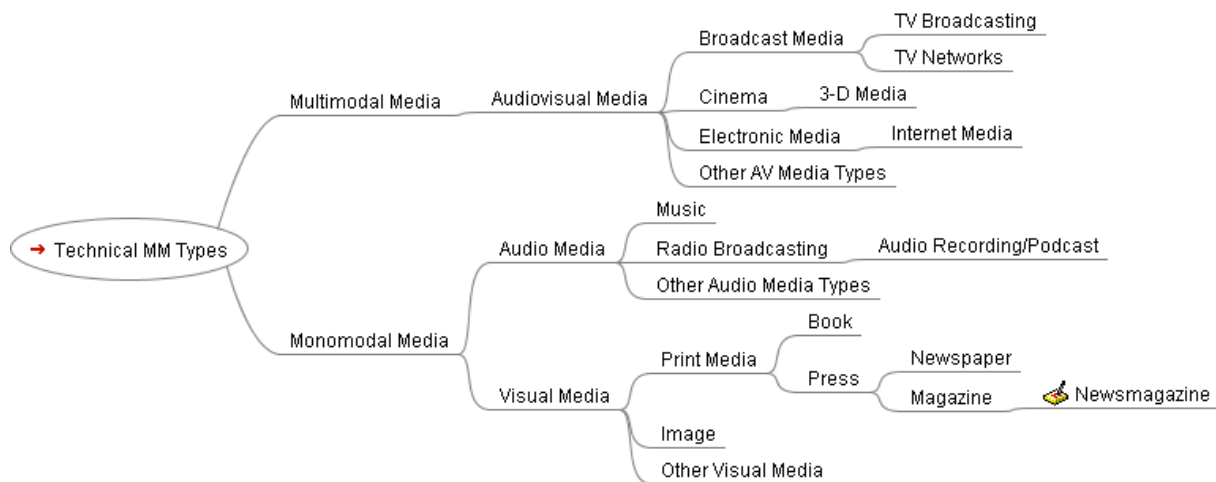 Technical MM Types
Multimodal Media
Audiovisual Media
Broadcast Media
TV Broadcasting
TV Networks
Cinema
3-D Media
Electronic Media
Internet Media
Other AV Media Types
Monomodal Media
Audio Media
Music
Radio Broadcasting
Audio Recording/Podcast
Other Audio Media Types
Visual Media
Print Media
Book
Press
Newspaper
Magazine
Newsmagazine
Image
Other Visual Media